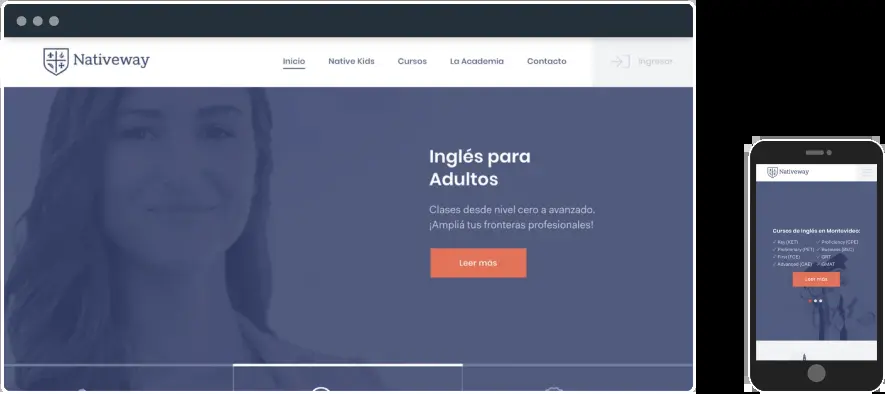 Nativeway
Inicio Native Kids Cursos La Academia Contacto Ingresar
Inglés para
Adultos
Clases desde nivel cero a avanzado.
¡Ampliá tus fronteras profesionales!
Leer más
Nativeway
Cursos de Inglés en Montevideo:
✓ Key (KET) ✓ Proficiency (CPE)
✓ Preliminary (PET) ✓ Business (BEC)
✓ First (FCE) ✓ GRE
✓ Advanced (CAE) ✓ GMAT
Leer más